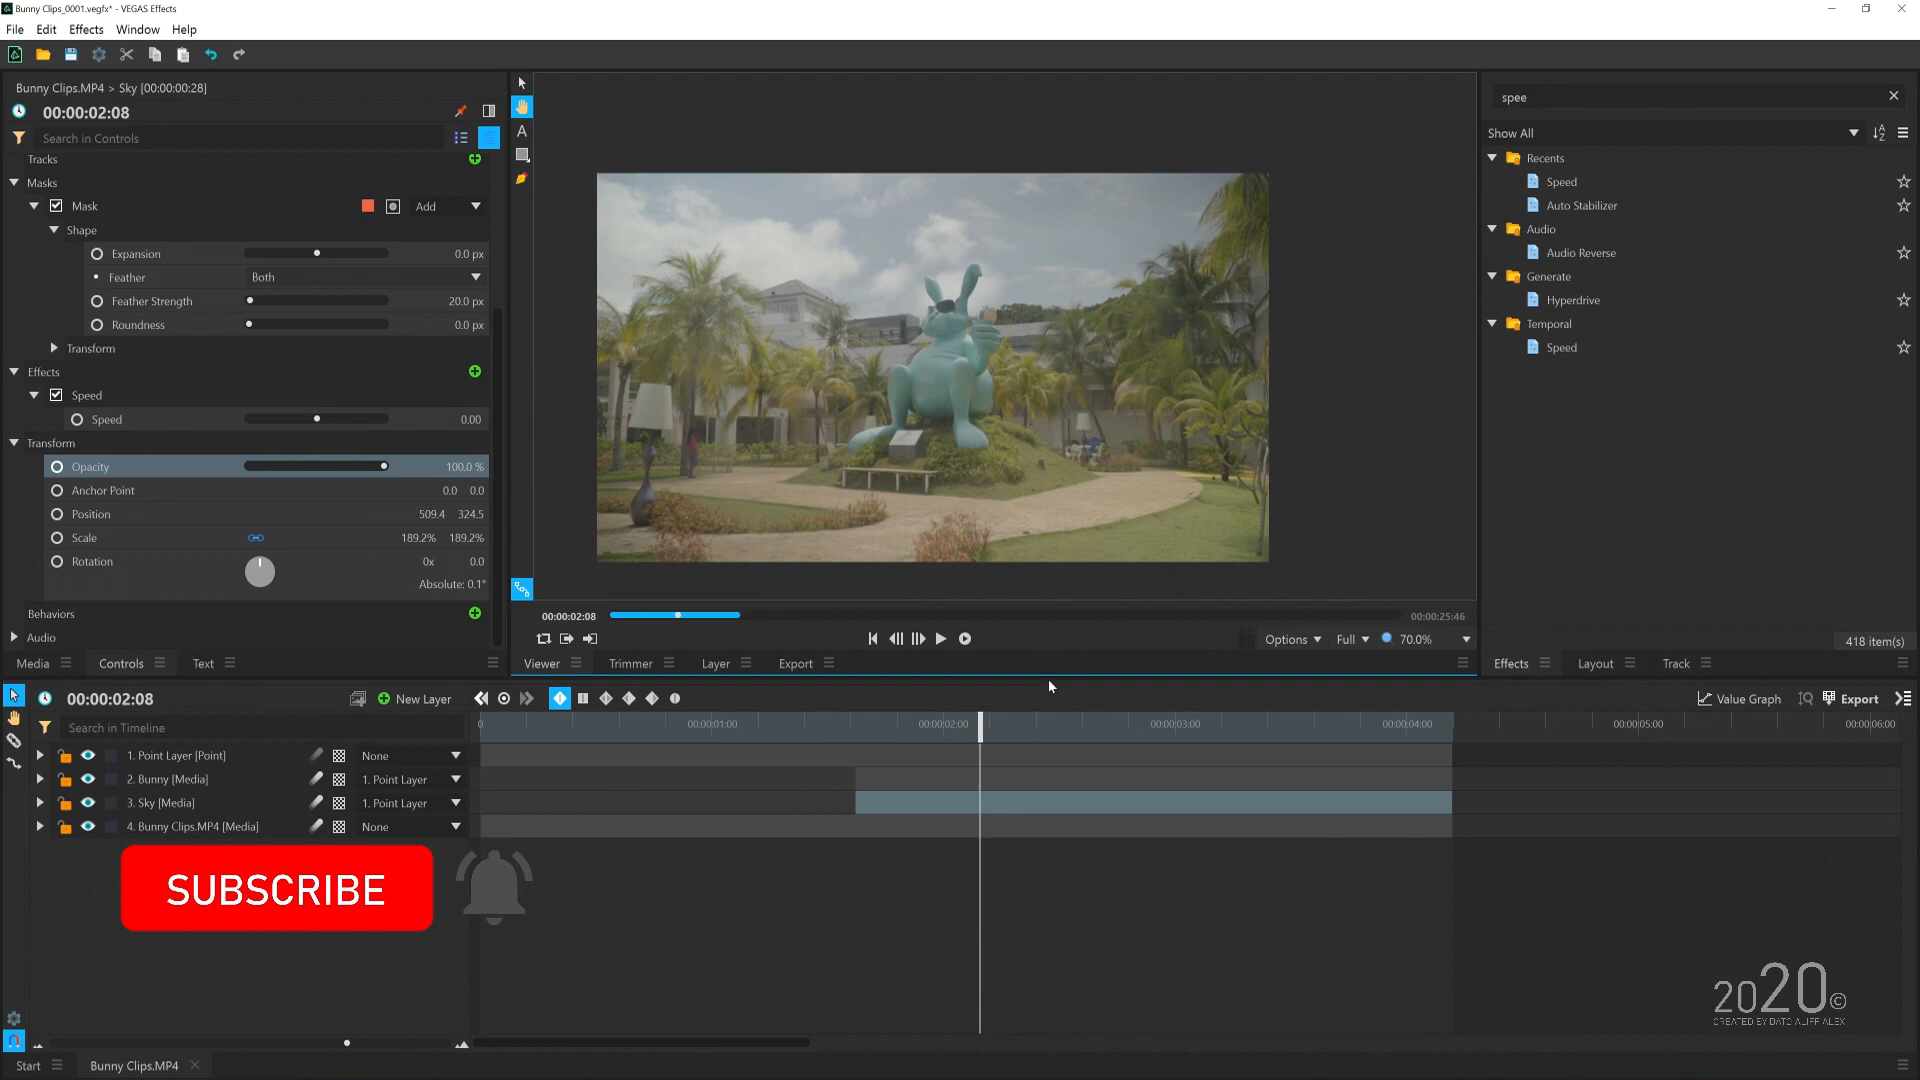 Bunny Clips_0001.vegfx* - VEGAS Effects
File Edit Effects Window Help
Bunny Clips.MP4 > Sky [00:00:00:28]
00:00:02:08
Search in Controls
Tracks
Masks
Mask Add
Shape
Expansion 0.0 px
Feather Both
Feather Strength 20.0 px
Roundness 0.0 px
Transform
Effects
Speed
Speed 0.00
Transform
Opacity 100.0 %
Anchor Point 0.0 0.0
Position 509.4 324.5
Scale 189.2% 189.2%
Rotation 0x 0.0
Absolute: 0.1°
Behaviors
Audio
Media Controls Text
A
00:00:02:08 00:00:25:46
Options Full 70.0%
Viewer Trimmer Layer Export
spee
Show All
Recents
Speed
Auto Stabilizer
Audio
Audio Reverse
Generate
Hyperdrive
Temporal
Speed
418 item(s)
Effects Layout Track
00:00:02:08 New Layer Value Graph Export
Search in Timeline
0 00:00:01:00 00:00:02:00 00:00:03:00 00:00:04:00 00:00:05:00 00:00:06:00
1. Point Layer [Point] None
2. Bunny [Media] 1. Point Layer
3. Sky [Media] 1. Point Layer
4. Bunny Clips.MP4 [Media] None
SUBSCRIBE
2020©
CREATED BY DATO ALIFF ALEX
Start Bunny Clips.MP4